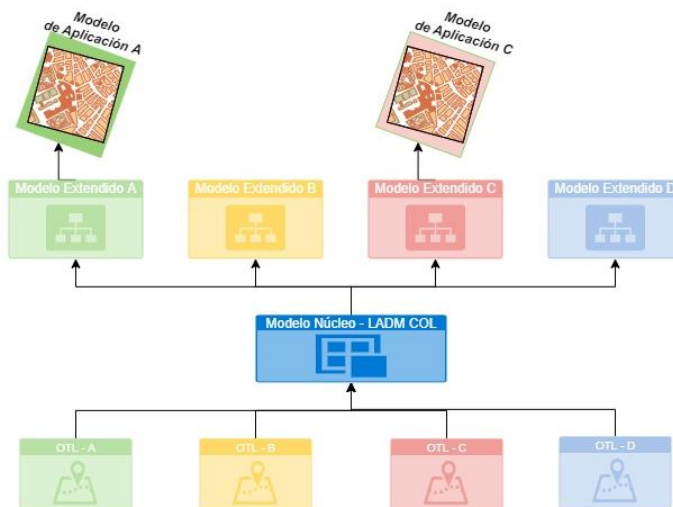 Modelo
de Aplicación A
Modelo
de Aplicación C
Modelo Extendido A
Modelo Extendido B
Modelo Extendido C
Modelo Extendido D
Modelo Núcleo - LADM COL
OTL - A
OTL - B
OTL - C
OTL - D